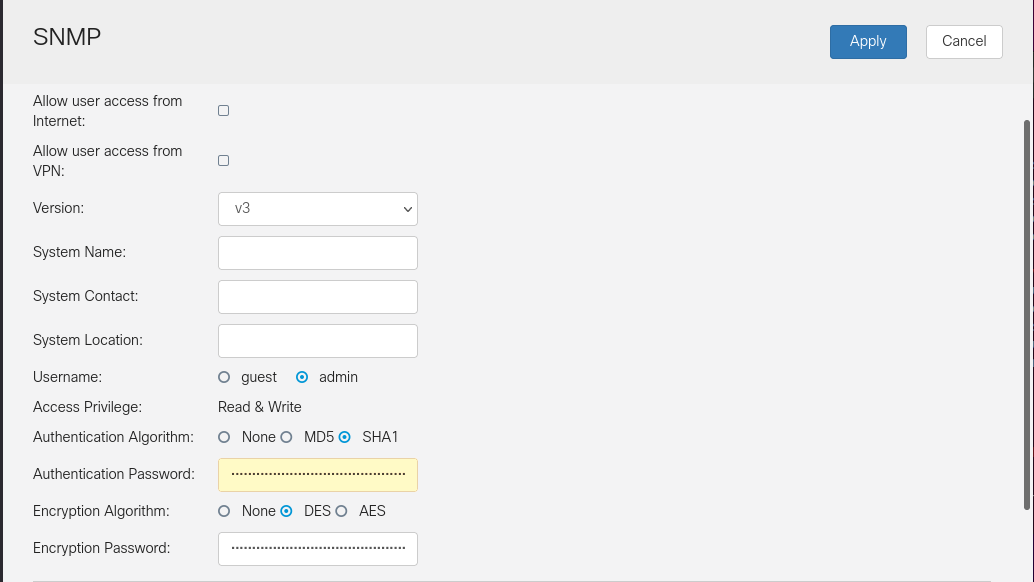 SNMP
Apply Cancel
Allow user access from
Internet:
Allow user access from
VPN:
Version: v3
System Name:
System Contact:
System Location:
Username: guest admin
Access Privilege: Read & Write
Authentication Algorithm: None MD5 SHA1
Authentication Password:
Encryption Algorithm: None DES AES
Encryption Password: